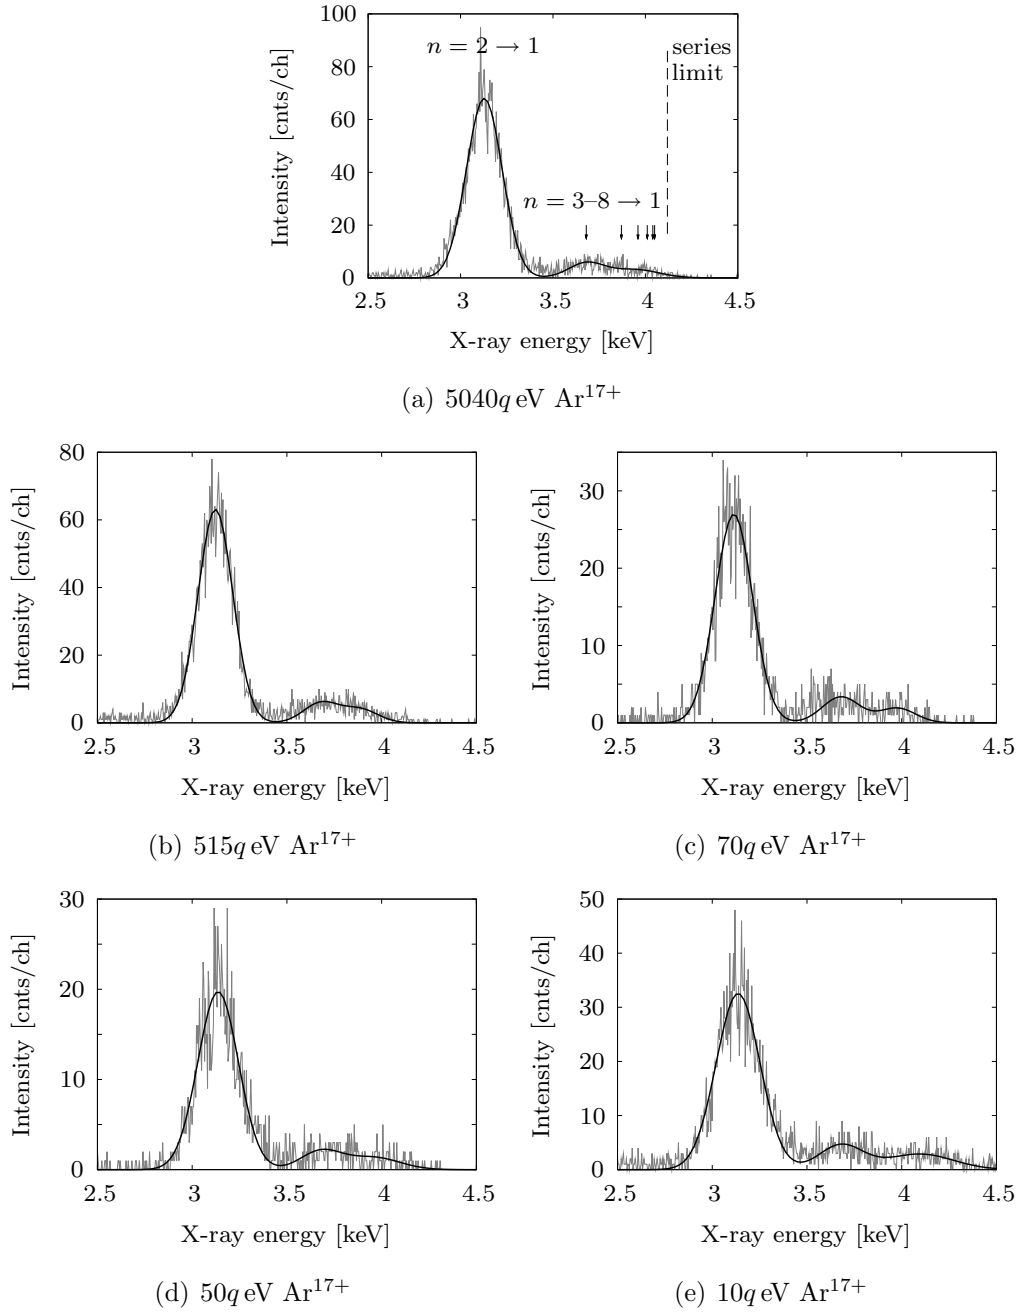 100
80
60
40
20
0
Intensity [cnts/ch]
n = 2 → 1
series
limit
n = 3–8 → 1
2.5 3 3.5 4 4.5
X-ray energy [keV]
(a) 5040q eV Ar¹⁷⁺
80
60
40
20
0
Intensity [cnts/ch]
2.5 3 3.5 4 4.5
X-ray energy [keV]
(b) 515q eV Ar¹⁷⁺
30
20
10
0
Intensity [cnts/ch]
2.5 3 3.5 4 4.5
X-ray energy [keV]
(c) 70q eV Ar¹⁷⁺
30
20
10
0
Intensity [cnts/ch]
2.5 3 3.5 4 4.5
X-ray energy [keV]
(d) 50q eV Ar¹⁷⁺
50
40
30
20
10
0
Intensity [cnts/ch]
2.5 3 3.5 4 4.5
X-ray energy [keV]
(e) 10q eV Ar¹⁷⁺